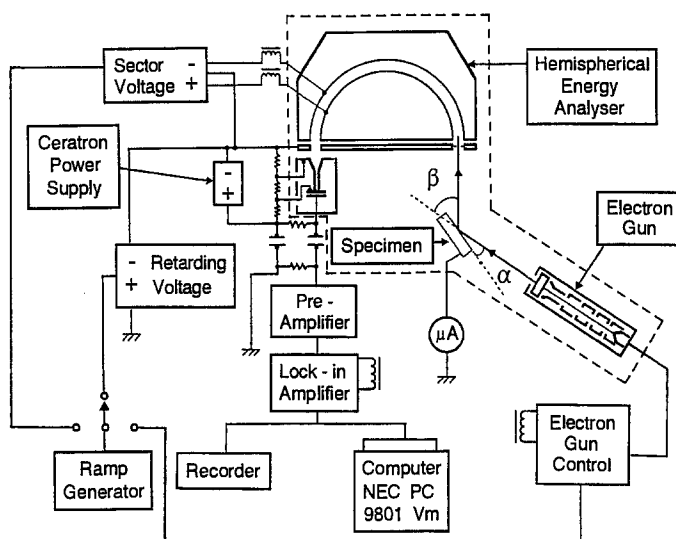 Sector
Voltage
-
+
Hemispherical
Energy
Analyser
Ceratron
Power
Supply
-
+
β
Electron
Gun
Specimen
α
- Retarding
+ Voltage
Pre -
Amplifier
μA
Lock - in
Amplifier
Ramp
Generator
Recorder
Computer
NEC PC
9801 Vm
Electron
Gun
Control